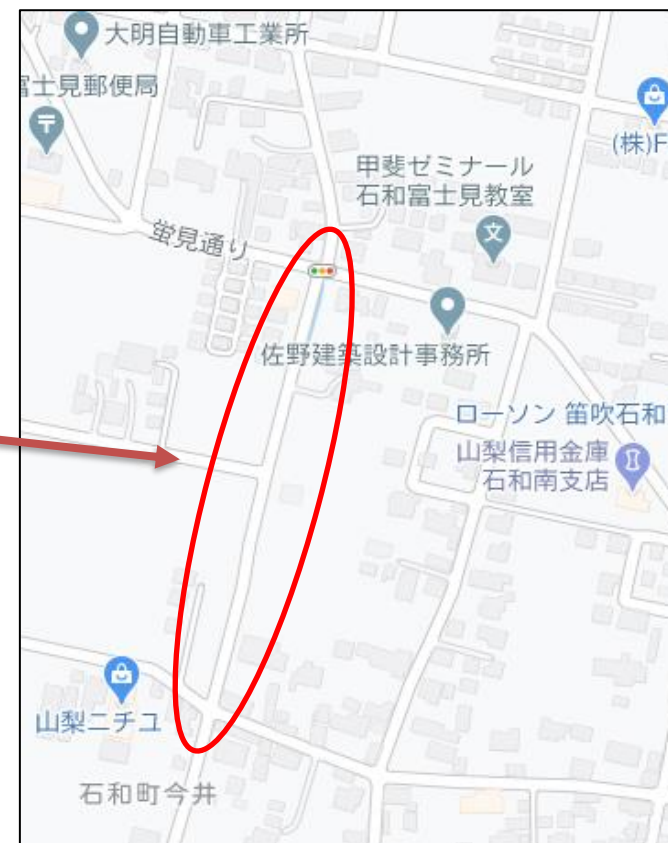 大明自動車工業所
富士見郵便局
(株)F
甲斐ゼミナール
石和富士見教室
文
蛍見通り
佐野建築設計事務所
ローソン 笛吹石和
山梨信用金庫
石和南支店
山梨ニチユ
石和町今井